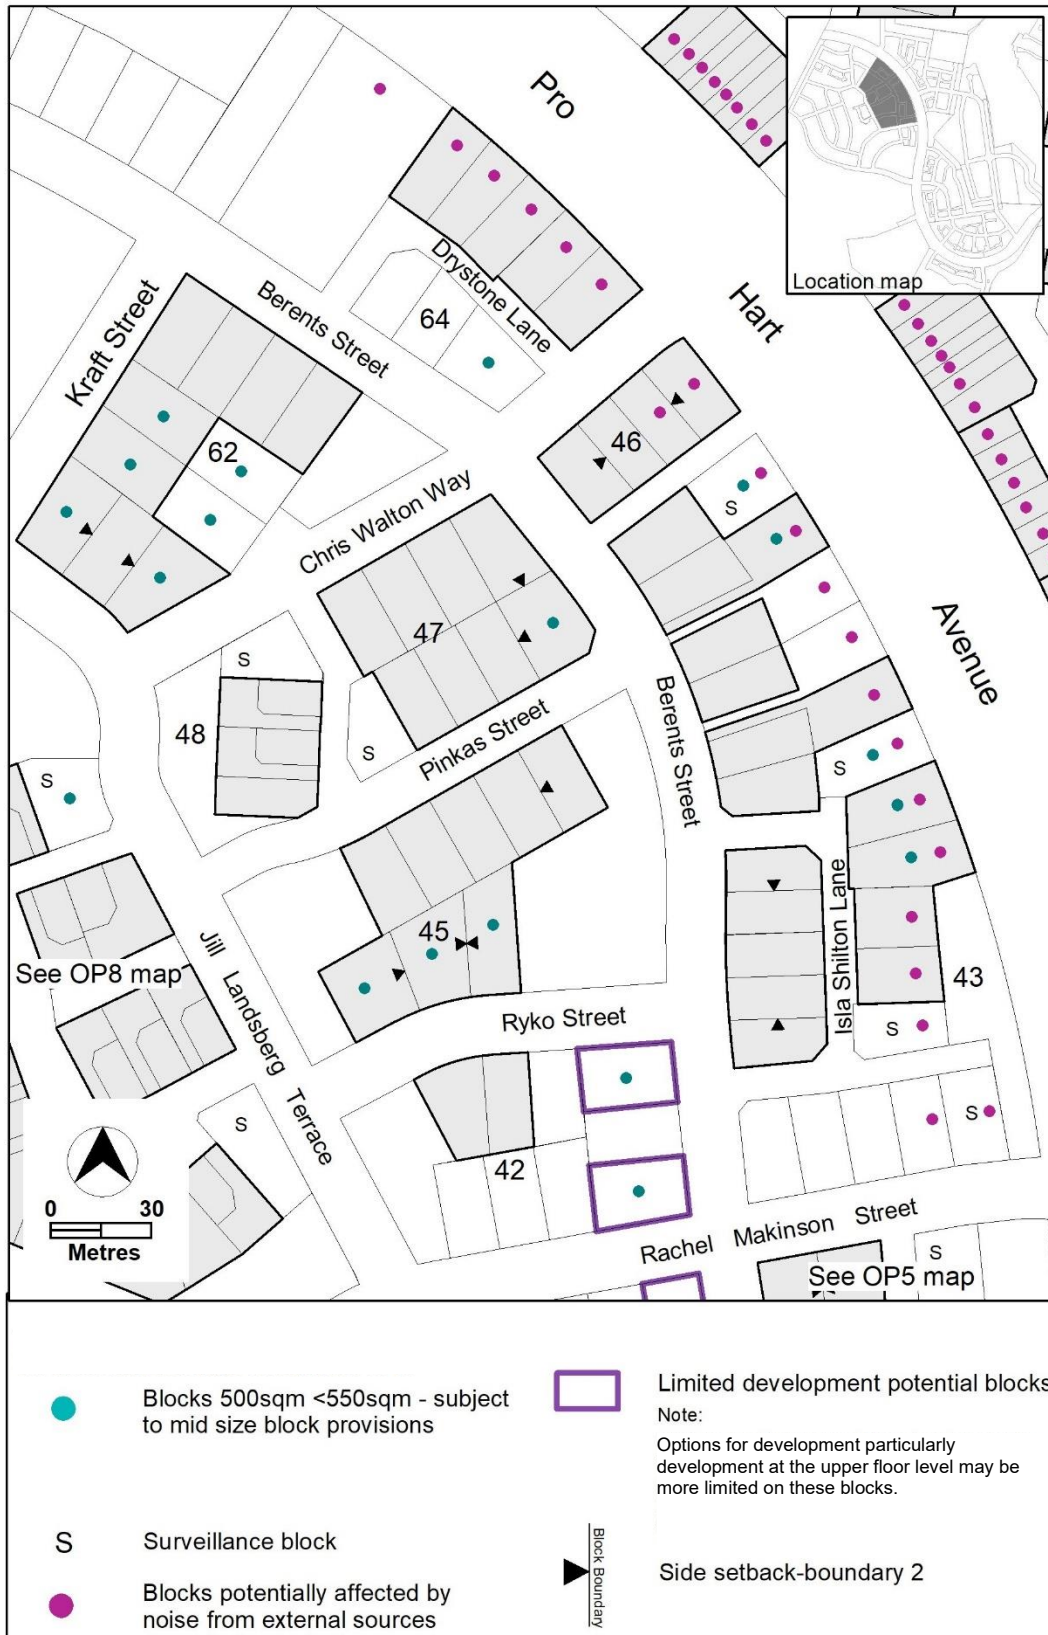 Pro
Hart
Avenue
Location map
Kraft Street
Berents Street
Drystone Lane
64
62
46
S
Chris Walton Way
47
S
48
S
Pinkas Street
Berents Street
S
S
45
Isla Shilton Lane
43
See OP8 map
Jill Landsberg Terrace
Ryko Street
S
S
S
42
0 30
Metres
Rachel Makinson Street
S
See OP5 map
Blocks 500sqm <550sqm - subject
to mid size block provisions
S Surveillance block
Blocks potentially affected by
noise from external sources
Limited development potential blocks
Note:
Options for development particularly
development at the upper floor level may be
more limited on these blocks.
Block Boundary
Side setback-boundary 2